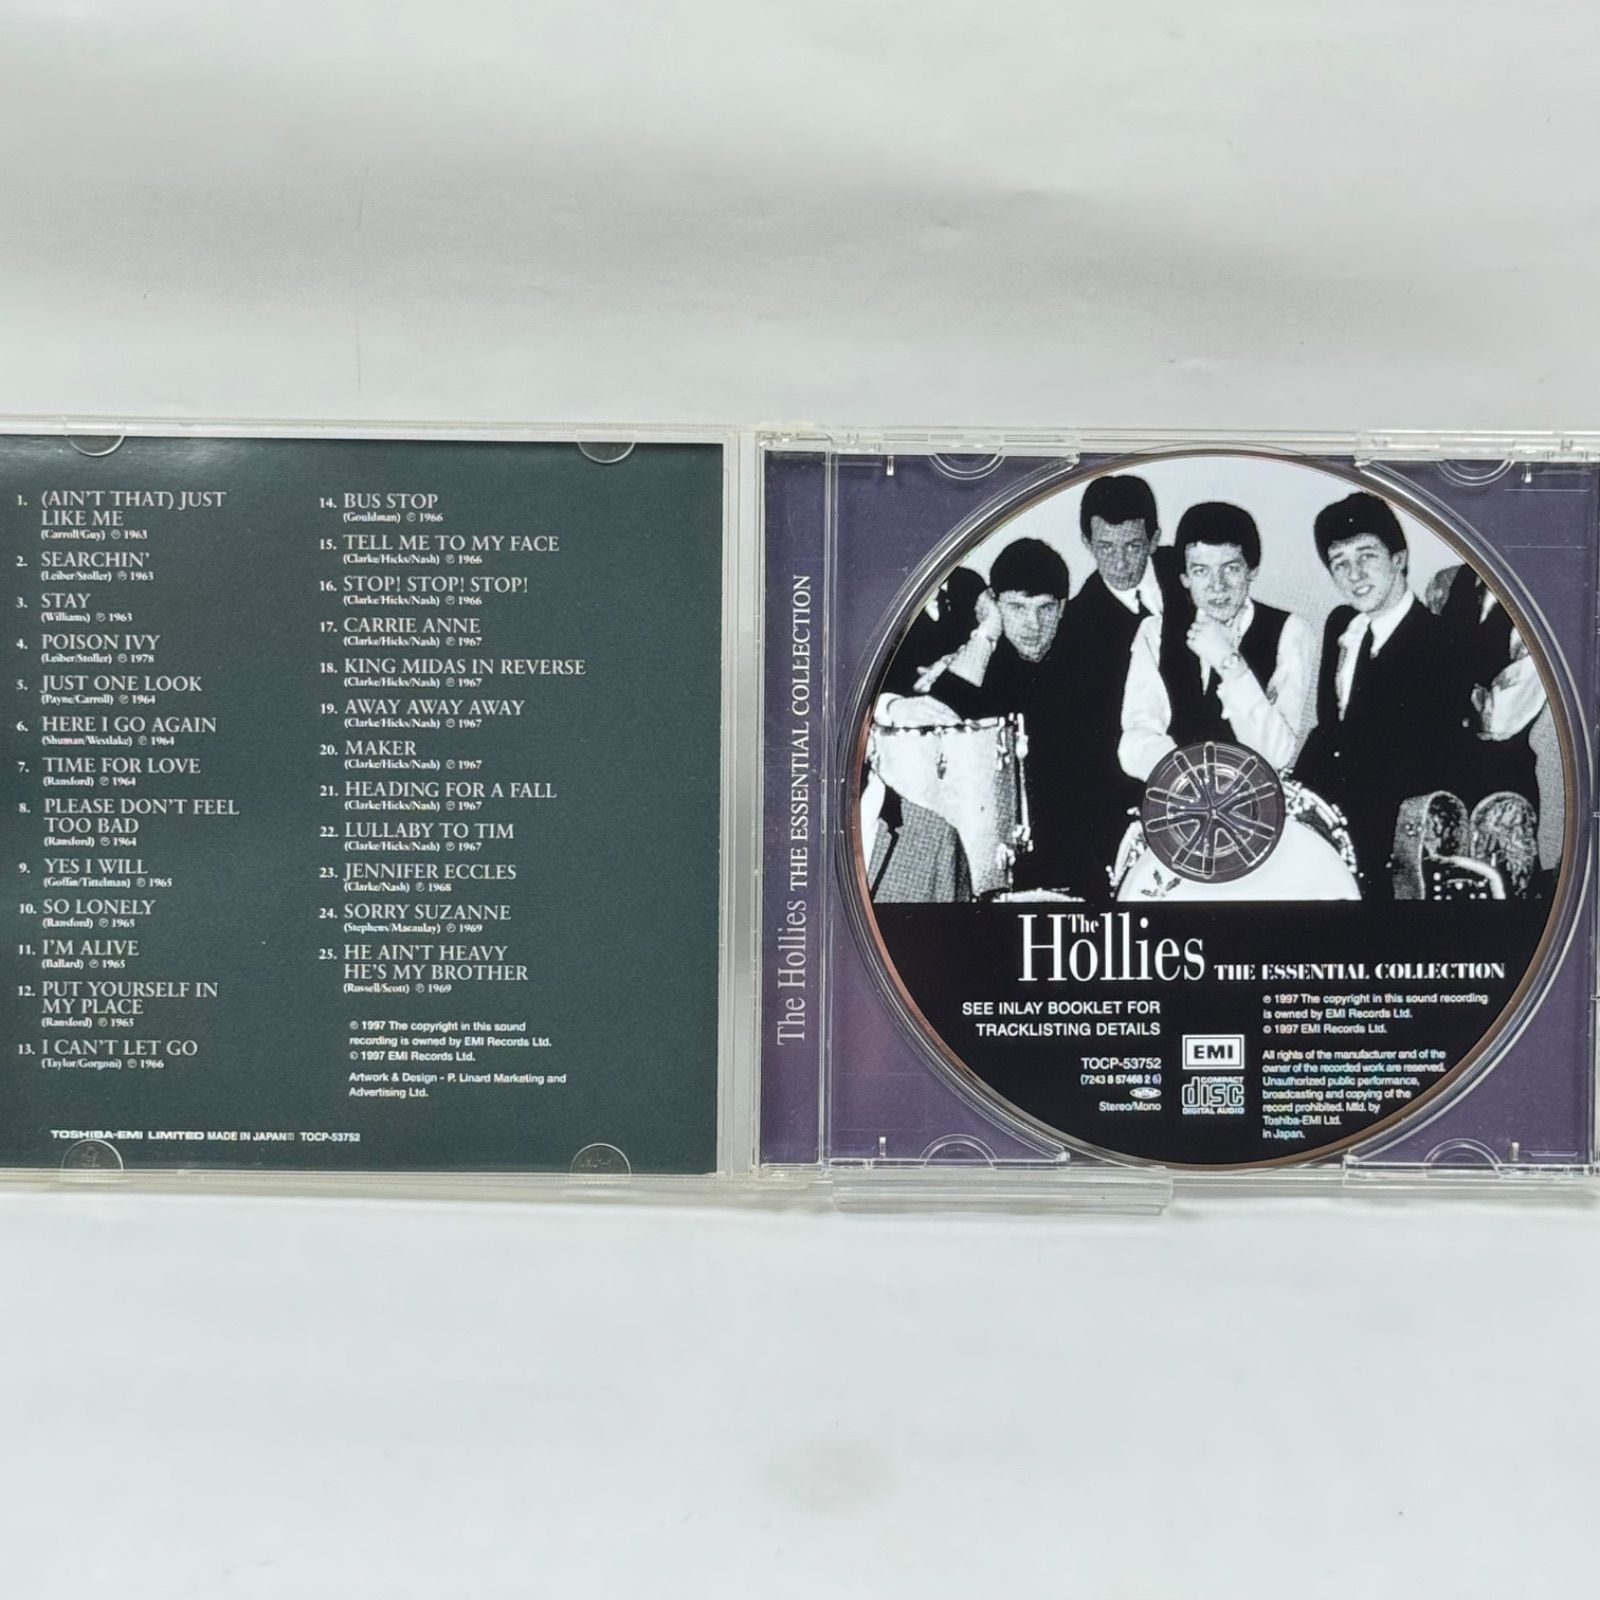 1. (AIN'T THAT) JUST
LIKE ME
(Carroll/Guy) ℗ 1963
2. SEARCHIN'
(Leiber/Stoller) ℗ 1963
3. STAY
(Williams) ℗ 1963
4. POISON IVY
(Leiber/Stoller) ℗ 1978
5. JUST ONE LOOK
(Payne/Carroll) ℗ 1964
6. HERE I GO AGAIN
(Shuman/Westlake) ℗ 1964
7. TIME FOR LOVE
(Ransford) ℗ 1964
8. PLEASE DON'T FEEL
TOO BAD
(Ransford) ℗ 1964
9. YES I WILL
(Goffin/Tittelman) ℗ 1965
10. SO LONELY
(Ransford) ℗ 1965
11. I'M ALIVE
(Ballard) ℗ 1965
12. PUT YOURSELF IN
MY PLACE
(Ransford) ℗ 1965
13. I CAN'T LET GO
(Taylor/Gorgoni) ℗ 1966
14. BUS STOP
(Gouldman) ℗ 1966
15. TELL ME TO MY FACE
(Clarke/Hicks/Nash) ℗ 1966
16. STOP! STOP! STOP!
(Clarke/Hicks/Nash) ℗ 1966
17. CARRIE ANNE
(Clarke/Hicks/Nash) ℗ 1967
18. KING MIDAS IN REVERSE
(Clarke/Hicks/Nash) ℗ 1967
19. AWAY AWAY AWAY
(Clarke/Hicks/Nash) ℗ 1967
20. MAKER
(Clarke/Hicks/Nash) ℗ 1967
21. HEADING FOR A FALL
(Clarke/Hicks/Nash) ℗ 1967
22. LULLABY TO TIM
(Clarke/Hicks/Nash) ℗ 1967
23. JENNIFER ECCLES
(Clarke/Nash) ℗ 1968
24. SORRY SUZANNE
(Stephens/Macaulay) ℗ 1969
25. HE AIN'T HEAVY
HE'S MY BROTHER
(Russell/Scott) ℗ 1969
℗ 1997 The copyright in this sound
recording is owned by EMI Records Ltd.
© 1997 EMI Records Ltd.
Artwork & Design - P. Linard Marketing and
Advertising Ltd.
TOSHIBA-EMI LIMITED MADE IN JAPAN TOCP-53752
The Hollies THE ESSENTIAL COLLECTION
The Hollies THE ESSENTIAL COLLECTION
SEE INLAY BOOKLET FOR
TRACKLISTING DETAILS
TOCP-53752
(7243 8 57468 2 6)
Stereo/Mono
EMI
COMPACT
disc
DIGITAL AUDIO
℗ 1997 The copyright in this sound recording
is owned by EMI Records Ltd.
© 1997 EMI Records Ltd.
All rights of the manufacturer and of the
owner of the recorded work are reserved.
Unauthorized public performance,
broadcasting and copying of the
record prohibited. Mfd. by
Toshiba-EMI Ltd.
in Japan.